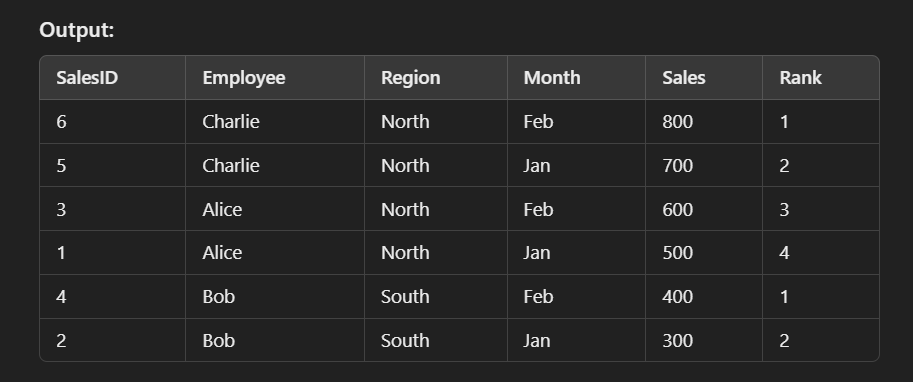 Output:
SalesID Employee Region Month Sales Rank
6 Charlie North Feb 800 1
5 Charlie North Jan 700 2
3 Alice North Feb 600 3
1 Alice North Jan 500 4
4 Bob South Feb 400 1
2 Bob South Jan 300 2